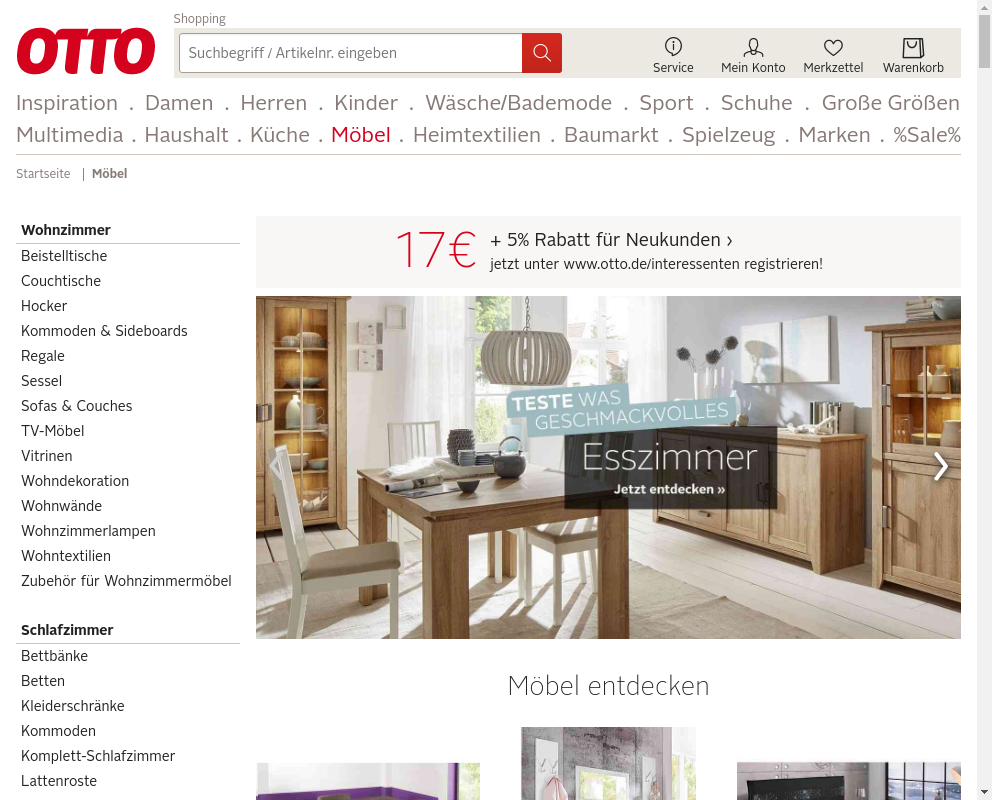 Shopping
OTTO
Suchbegriff / Artikelnr. eingeben
Service
Mein Konto
Merkzettel
Warenkorb
Inspiration . Damen . Herren . Kinder . Wäsche/Bademode . Sport . Schuhe . Große Größen
Multimedia . Haushalt . Küche . Möbel . Heimtextilien . Baumarkt . Spielzeug . Marken . %Sale%
Startseite | Möbel
Wohnzimmer
Beistelltische
Couchtische
Hocker
Kommoden & Sideboards
Regale
Sessel
Sofas & Couches
TV-Möbel
Vitrinen
Wohndekoration
Wohnwände
Wohnzimmerlampen
Wohntextilien
Zubehör für Wohnzimmermöbel
Schlafzimmer
Bettbänke
Betten
Kleiderschränke
Kommoden
Komplett-Schlafzimmer
Lattenroste
17€
+ 5% Rabatt für Neukunden ›
jetzt unter www.otto.de/interessenten registrieren!
TESTE WAS
GESCHMACKVOLLES
Esszimmer
Jetzt entdecken »
Möbel entdecken